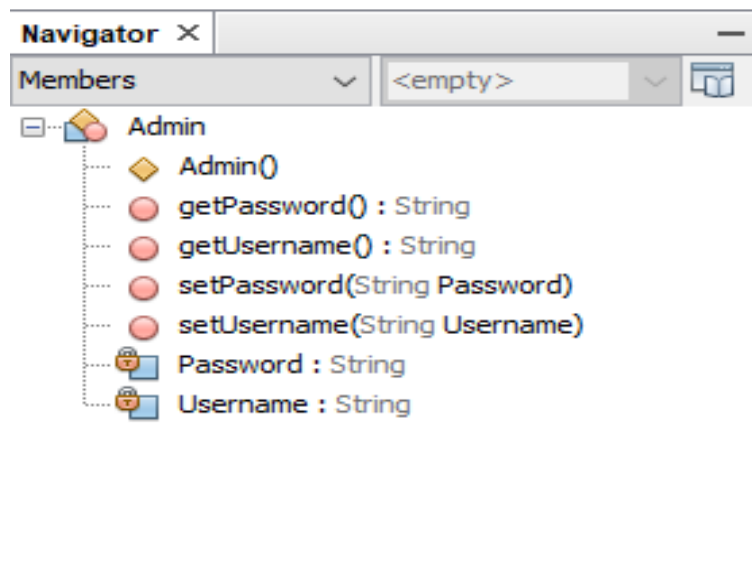 Navigator
Members <empty>
Admin
Admin()
getPassword() : String
getUsername() : String
setPassword(String Password)
setUsername(String Username)
Password : String
Username : String